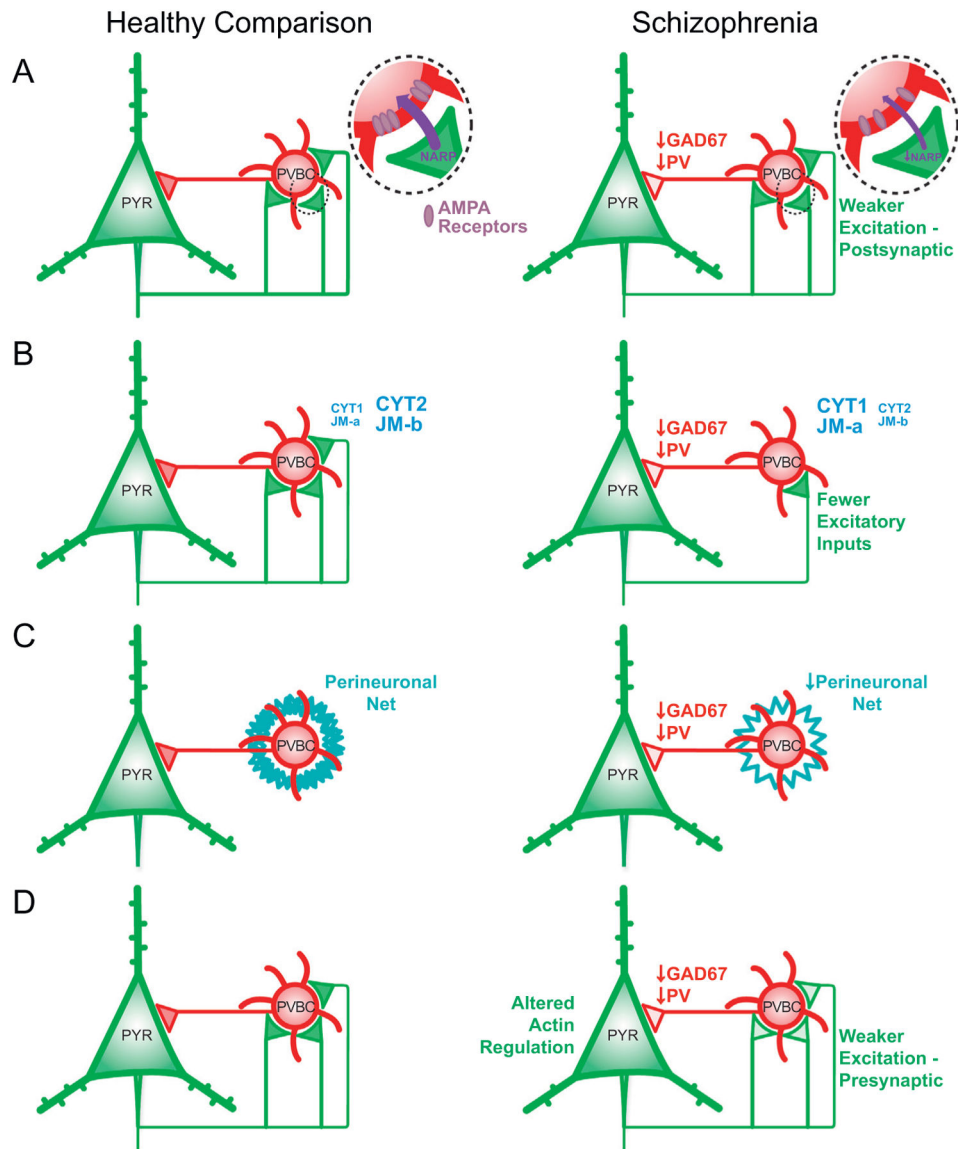 Healthy Comparison
Schizophrenia
A
PYR
PVBC
NARP
AMPA
Receptors
↓GAD67
↓PV
PYR
PVBC
↓NARP
Weaker
Excitation -
Postsynaptic
B
PYR
PVBC
CYT1
JM-a
CYT2
JM-b
↓GAD67
↓PV
PYR
PVBC
CYT1
JM-a
CYT2
JM-b
Fewer
Excitatory
Inputs
C
PYR
PVBC
Perineuronal
Net
↓GAD67
↓PV
PYR
PVBC
↓Perineuronal
Net
D
PYR
PVBC
Altered
Actin
Regulation
↓GAD67
↓PV
PYR
PVBC
Weaker
Excitation -
Presynaptic